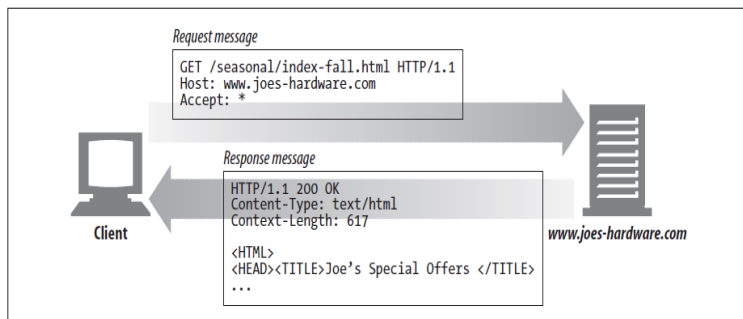 Request message
GET /seasonal/index-fall.html HTTP/1.1
Host: www.joes-hardware.com
Accept: *
Response message
HTTP/1.1 200 OK
Content-Type: text/html
Context-Length: 617
<HTML>
<HEAD><TITLE>Joe's Special Offers </TITLE>
...
Client
www.joes-hardware.com